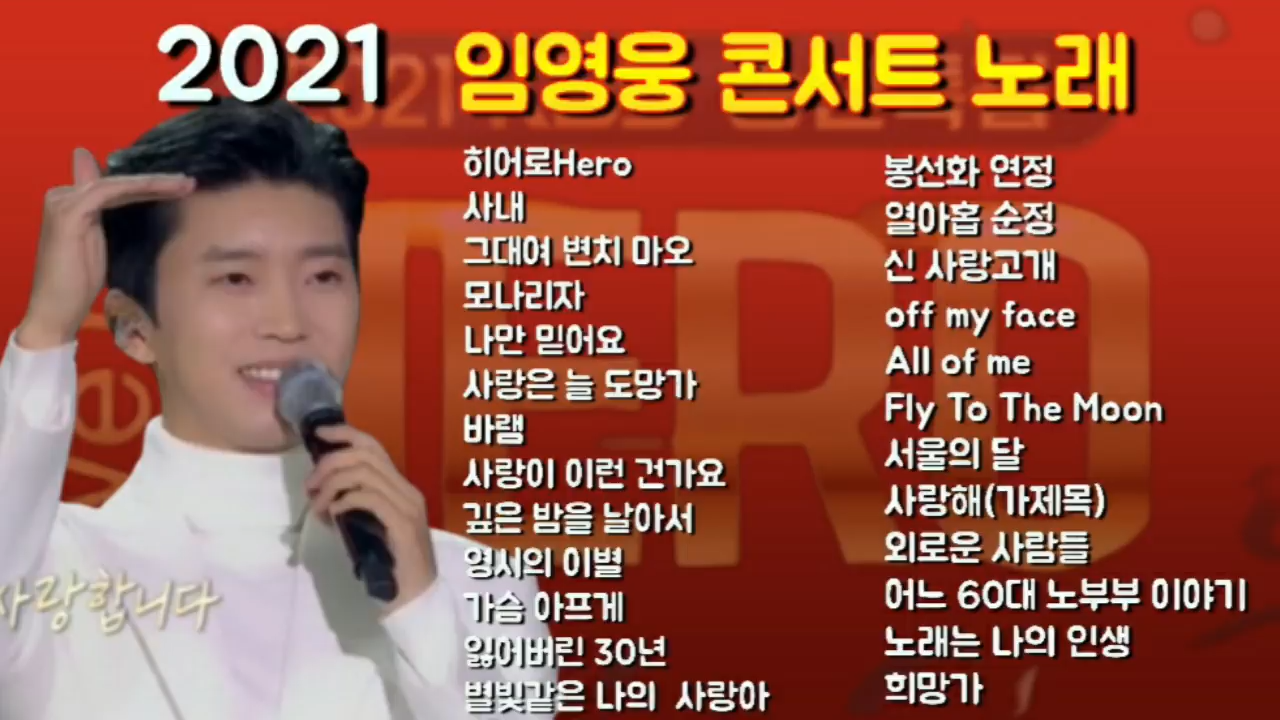 2021 임영웅 콘서트 노래
히어로Hero
사내
그대여 변치 마오
모나리자
나만 믿어요
사랑은 늘 도망가
바램
사랑이 이런 건가요
깊은 밤을 날아서
영시의 이별
가슴 아프게
잃어버린 30년
별빛같은 나의 사랑아
봉선화 연정
열아홉 순정
신 사랑고개
off my face
All of me
Fly To The Moon
서울의 달
사랑해(가제목)
외로운 사람들
어느 60대 노부부 이야기
노래는 나의 인생
희망가
사랑합니다
HERO